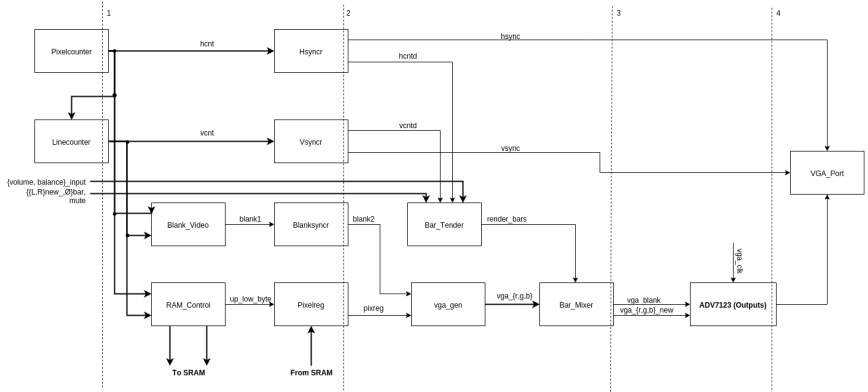 1
2
3
4
Pixelcounter
hcnt
Hsyncr
hsync
hcntd
Linecounter
vcnt
Vsyncr
vcntd
vsync
VGA_Port
{volume, balance}_input
{{L,R}new_,Ø}bar,
mute
Blank_Video
blank1
Blanksyncr
blank2
Bar_Tender
render_bars
vga_clk
RAM_Control
up_low_byte
Pixelreg
pixreg
vga_gen
vga_{r,g,b}
Bar_Mixer
vga_blank
vga_{r,g,b}_new
ADV7123 (Outputs)
To SRAM
From SRAM